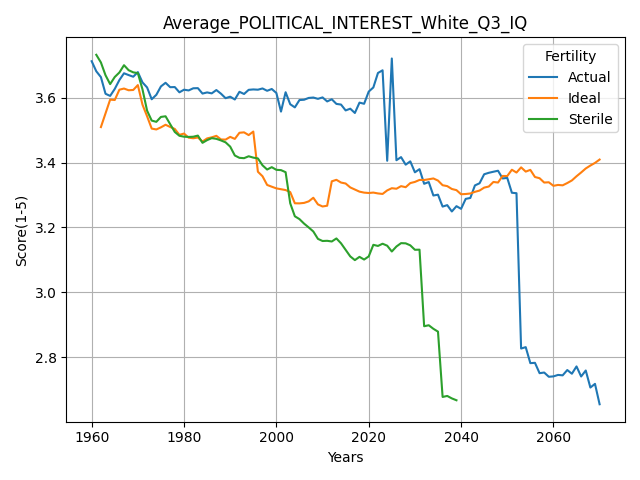 Average_POLITICAL_INTEREST_White_Q3_IQ
Fertility
Actual
Ideal
Sterile
Score(1-5)
3.6
3.4
3.2
3.0
2.8
1960
1980
2000
2020
2040
2060
Years